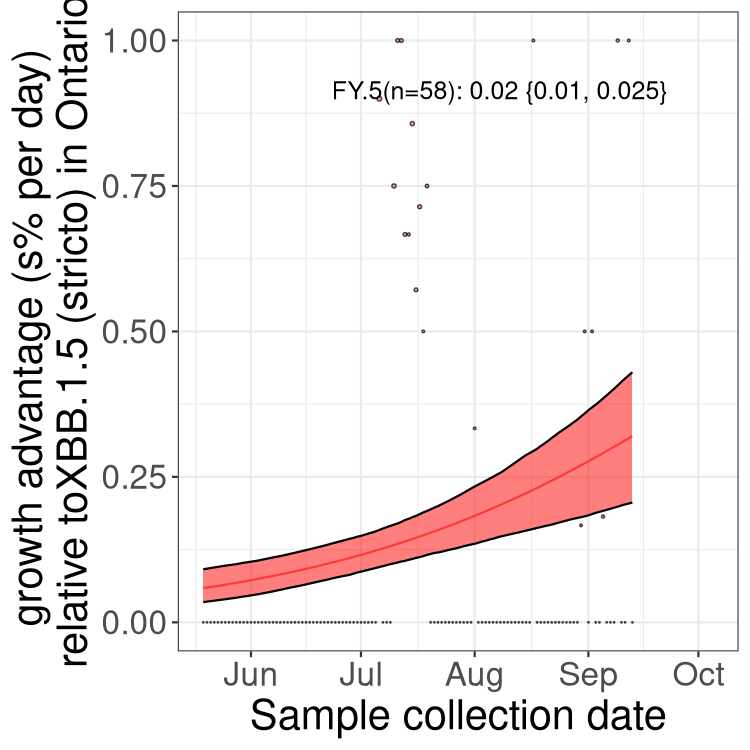 growth advantage (s% per day)
relative toXBB.1.5 (stricto) in Ontario
1.00
0.75
0.50
0.25
0.00
FY.5(n=58): 0.02 {0.01, 0.025}
Jun Jul Aug Sep Oct
Sample collection date